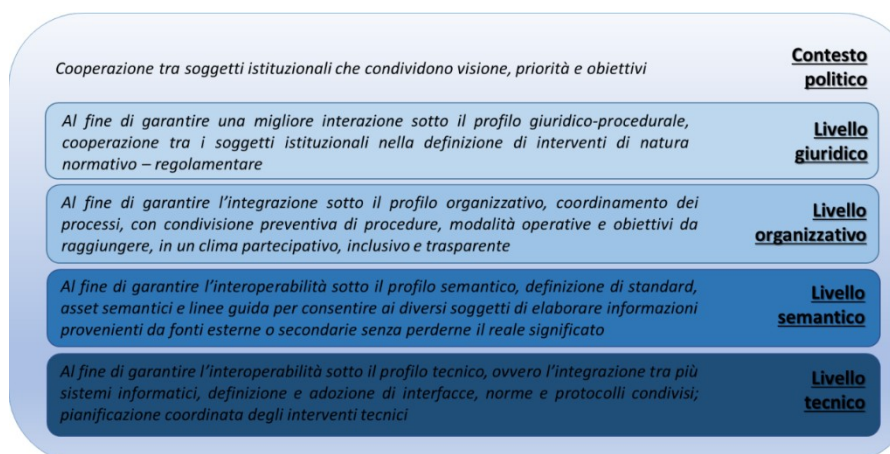 Cooperazione tra soggetti istituzionali che condividono visione, priorità e obiettivi
Contesto
politico
Al fine di garantire una migliore interazione sotto il profilo giuridico-procedurale,
cooperazione tra i soggetti istituzionali nella definizione di interventi di natura
normativo – regolamentare
Livello
giuridico
Al fine di garantire l'integrazione sotto il profilo organizzativo, coordinamento dei
processi, con condivisione preventiva di procedure, modalità operative e obiettivi da
raggiungere, in un clima partecipativo, inclusivo e trasparente
Livello
organizzativo
Al fine di garantire l'interoperabilità sotto il profilo semantico, definizione di standard,
asset semantici e linee guida per consentire ai diversi soggetti di elaborare informazioni
provenienti da fonti esterne o secondarie senza perderne il reale significato
Livello
semantico
Al fine di garantire l'interoperabilità sotto il profilo tecnico, ovvero l'integrazione tra più
sistemi informatici, definizione e adozione di interfacce, norme e protocolli condivisi;
pianificazione coordinata degli interventi tecnici
Livello
tecnico